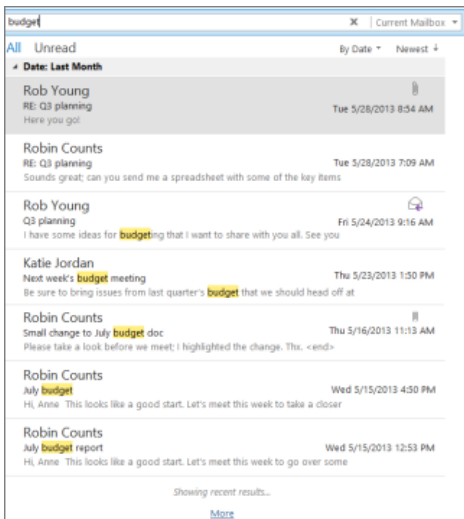 budget
Current Mailbox
All Unread By Date Newest
Date: Last Month
Rob Young
RE: Q3 planning Tue 5/28/2013 8:54 AM
Here you go!
Robin Counts
RE: Q3 planning Tue 5/28/2013 7:09 AM
Sounds great; can you send me a spreadsheet with some of the key items
Rob Young
Q3 planning Fri 5/24/2013 9:16 AM
I have some ideas for budgeting that I want to share with you all. See you
Katie Jordan
Next week's budget meeting Thu 5/23/2013 1:50 PM
Be sure to bring issues from last quarter's budget that we should head off at
Robin Counts
Small change to July budget doc Thu 5/16/2013 11:13 AM
Please take a look before we meet; I highlighted the change. Thx. <end>
Robin Counts
July budget Wed 5/15/2013 4:50 PM
Hi, Anne This looks like a good start. Let's meet this week to take a closer
Robin Counts
July budget report Wed 5/15/2013 12:53 PM
Hi, Anne This looks like a good start. Let's meet this week to go over some
Showing recent results...
More